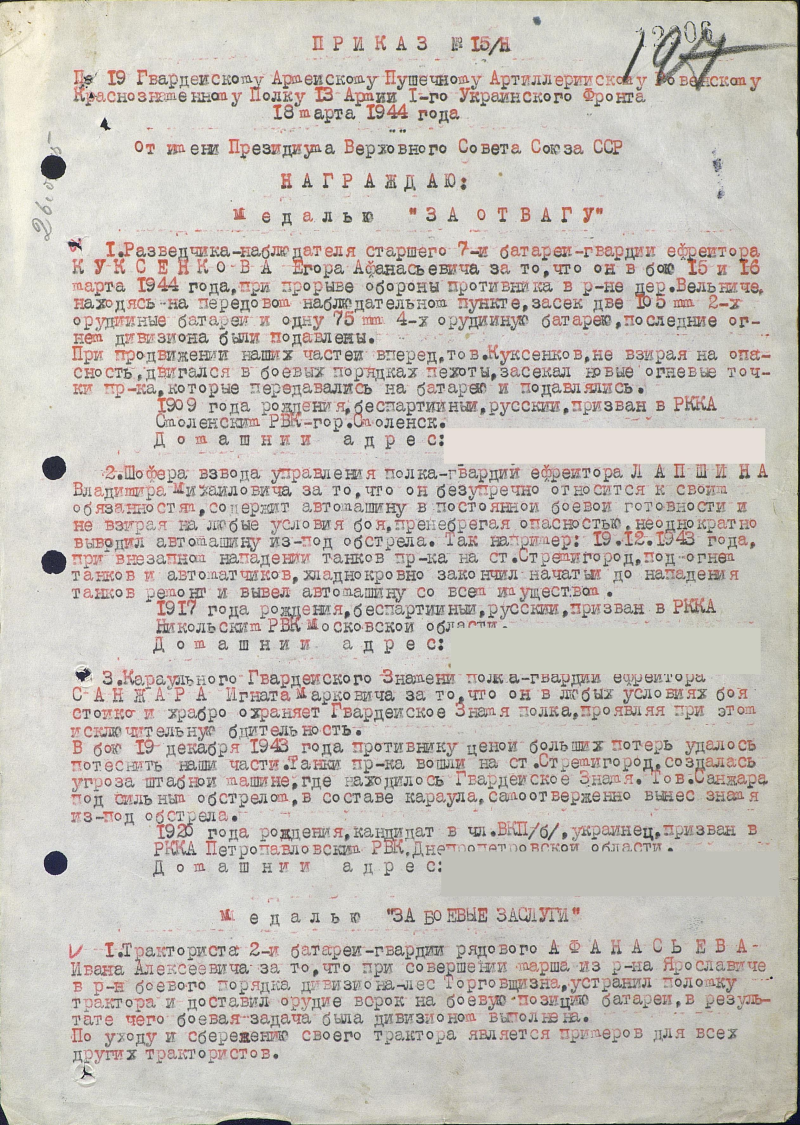 ПРИКАЗ № 15/Н
По 19 Гвардейскому Армейскому Пушечному Артиллерийскому Ровенскому
Краснознаменному Полку 13 Армии I-го Украинского Фронта
18 марта 1944 года
от имени Президиума Верховного Совета Союза ССР
НАГРАЖДАЮ:
Медалью "ЗА ОТВАГУ"
I.Разведчика-наблюдателя старшего 7-й батареи-гвардии ефрейтора
КУКСЕНКОВА Егора Афанасьевича за то,что он в бою 15 и 16
марта 1944 года,при прорыве обороны противника в р-не дер.Вельниче,
находясь на передовом наблюдательном пункте,засек две 105 мм 2-х
орудийные батареи и одну 75 мм 4-х орудийную батарею,последние ог-
нем дивизиона были подавлены.
При продвижении наших частей вперед,тов.Куксенков,не взирая на опа-
сность,двигался в боевых порядках пехоты,засекал новые огневые точ-
ки пр-ка,которые передавались на батарею и подавлялись.
1909 года рождения,беспартийный,русский,призван в РККА
Смоленским РВК-гор.Смоленск.
Домашний адрес:
2.Шофера взвода управления полка-гвардии ефрейтора ЛАПШИНА
Владимира Михайловича за то,что он безупречно относится к своим
обязанностям,содержит автомашину в постоянной боевой готовности и
не взирая на любые условия боя,пренебрегая опасностью,неоднократно
выводил автомашину из-под обстрела. Так например: 19.12.1943 года,
при внезапном нападении танков пр-ка на ст.Стремигород,под огнем
танков и автоматчиков,хладнокровно закончил начатый до нападения
танков ремонт и вывел автомашину со всем имуществом.
1917 года рождения,беспартийный,русский,призван в РККА
Никольским РВК Московской области.
Домашний адрес:
3.Караульного Гвардейского Знамени полка-гвардии ефрейтора
САНЖАРА Игната Марковича за то,что он в любых условиях боя
стойко и храбро охраняет Гвардейское Знамя полка,проявляя при этом
исключительную бдительность.
В бою 19 декабря 1943 года противнику ценой больших потерь удалось
потеснить наши части.Танки пр-ка вошли на ст.Стремигород,создалась
угроза штабной машине,где находилось Гвардейское Знамя. Тов.Санжара
под сильным обстрелом,в составе караула,самоотверженно вынес знамя
из-под обстрела.
года рождения,кандидат в чл.ВКП/б/,украинец,призван в
РККА Петропавловским РВК,Днепропетровской области.
Домашний адрес:
Медалью "ЗА БОЕВЫЕ ЗАСЛУГИ"
I.Тракториста 2-й батареи-гвардии рядового АФАНАСЬЕВА-
Ивана Алексеевича за то,что при совершении марша из р-на Ярославиче
в р-н боевого порядка дивизиона-лес Торговщизна,устранил поломку
трактора и доставил орудие во рок на боевую позицию батареи,в резуль-
тате чего боевая задача была дивизионом выполнена.
По уходу и сбережению своего трактора является примеров для всех
других трактористов.